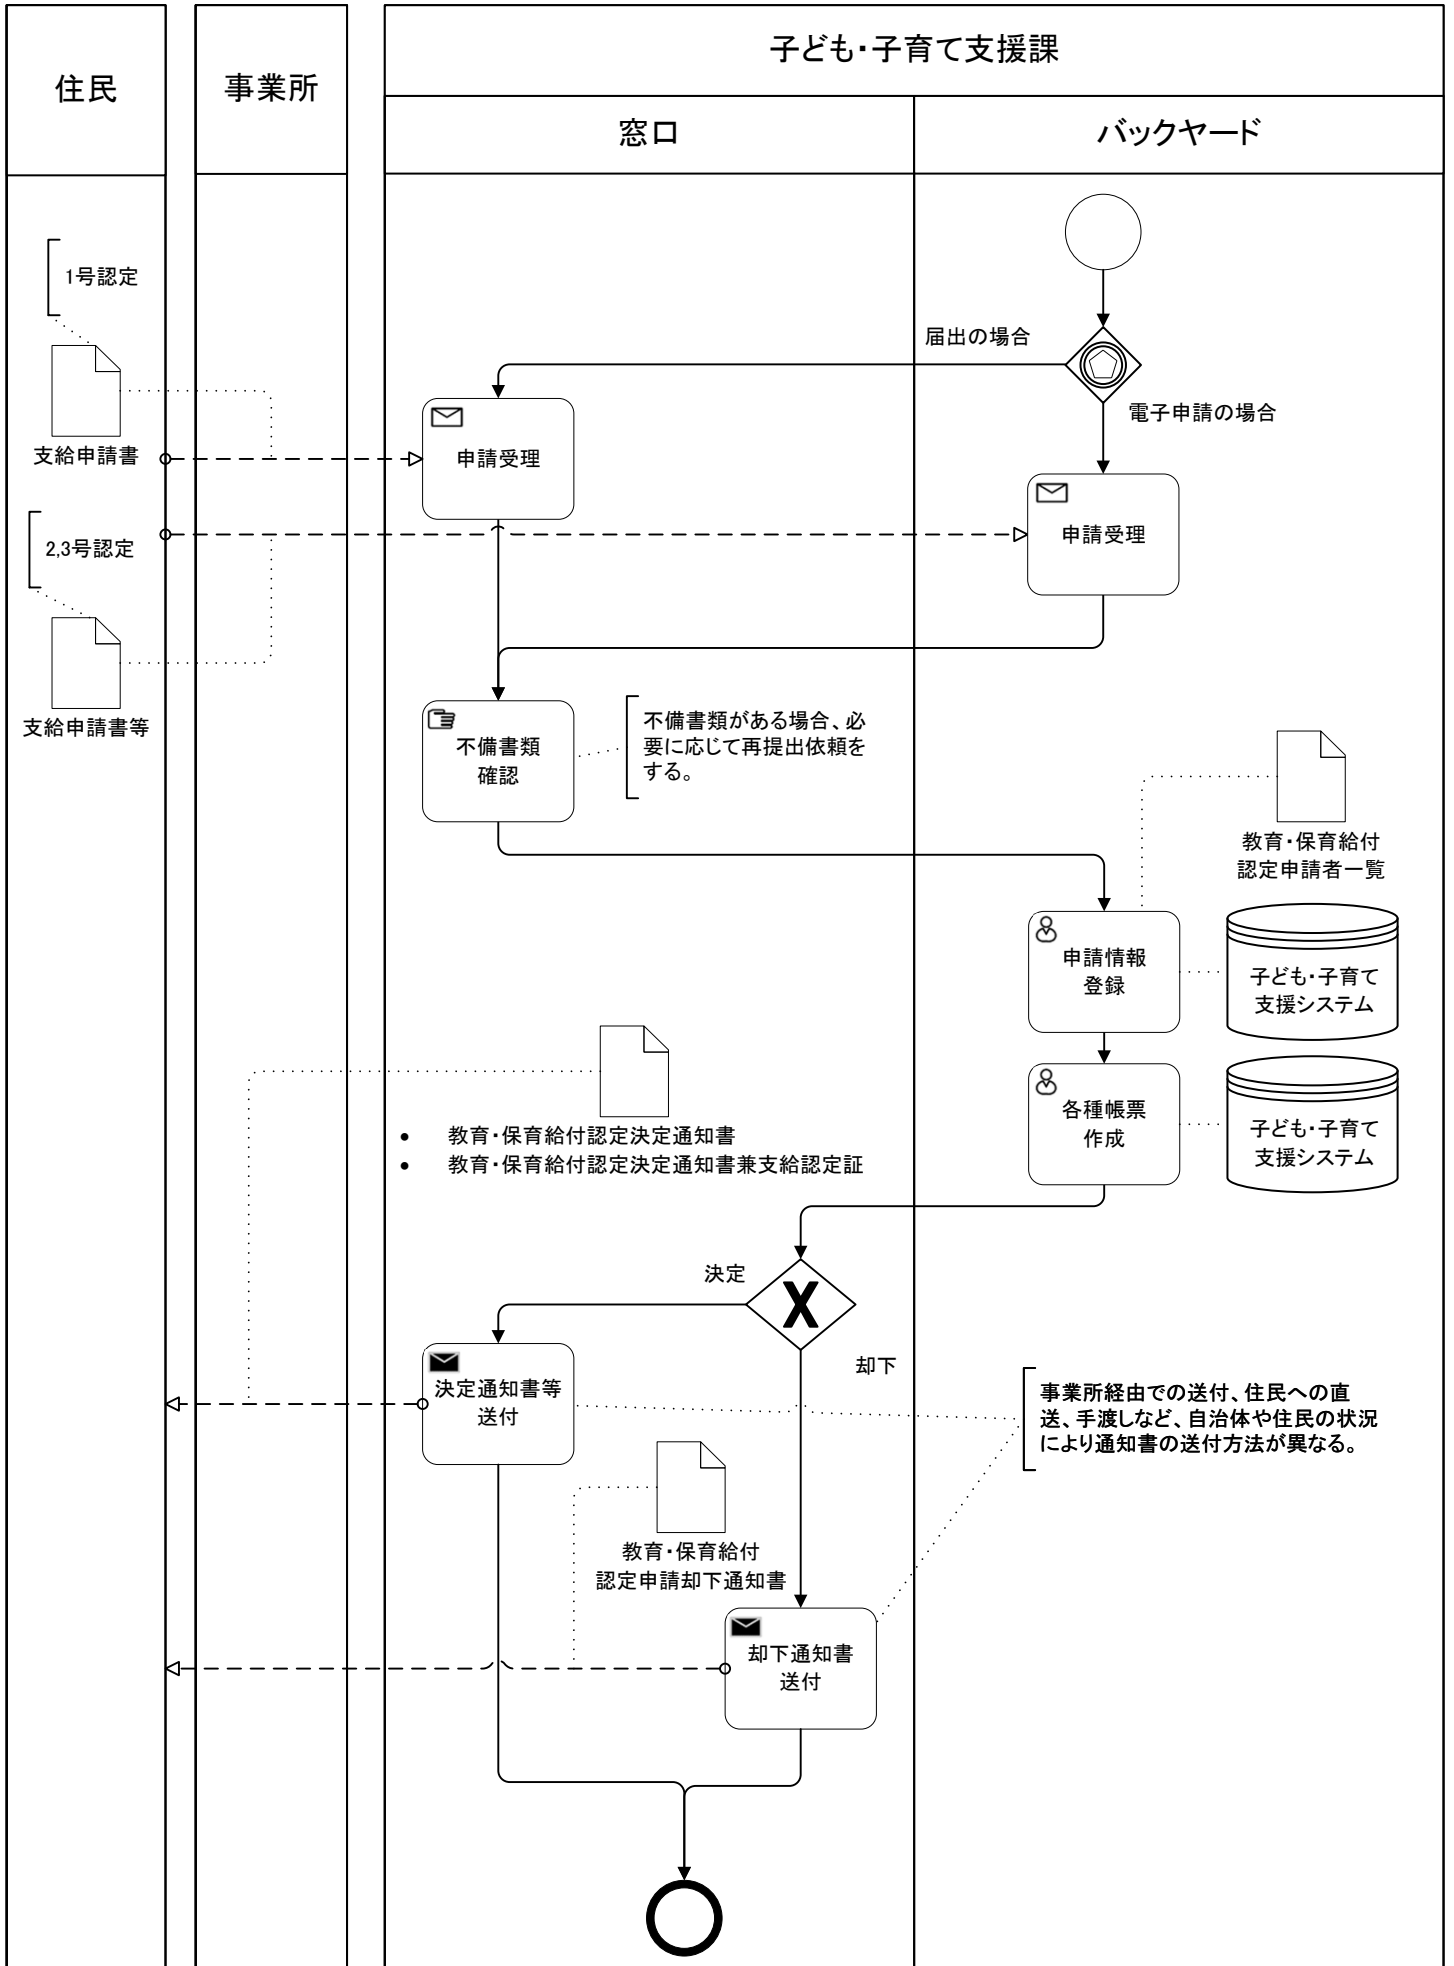 住民
事業所
子ども・子育て支援課
窓口
バックヤード
1号認定
支給申請書
2,3号認定
支給申請書等
届出の場合
電子申請の場合
申請受理
申請受理
不備書類
確認
不備書類がある場合、必
要に応じて再提出依頼を
する。
教育・保育給付
認定申請者一覧
申請情報
登録
子ども・子育て
支援システム
各種帳票
作成
子ども・子育て
支援システム
• 教育・保育給付認定決定通知書
• 教育・保育給付認定決定通知書兼支給認定証
決定
X
却下
決定通知書等
送付
事業所経由での送付、住民への直
送、手渡しなど、自治体や住民の状況
により通知書の送付方法が異なる。
教育・保育給付
認定申請却下通知書
却下通知書
送付